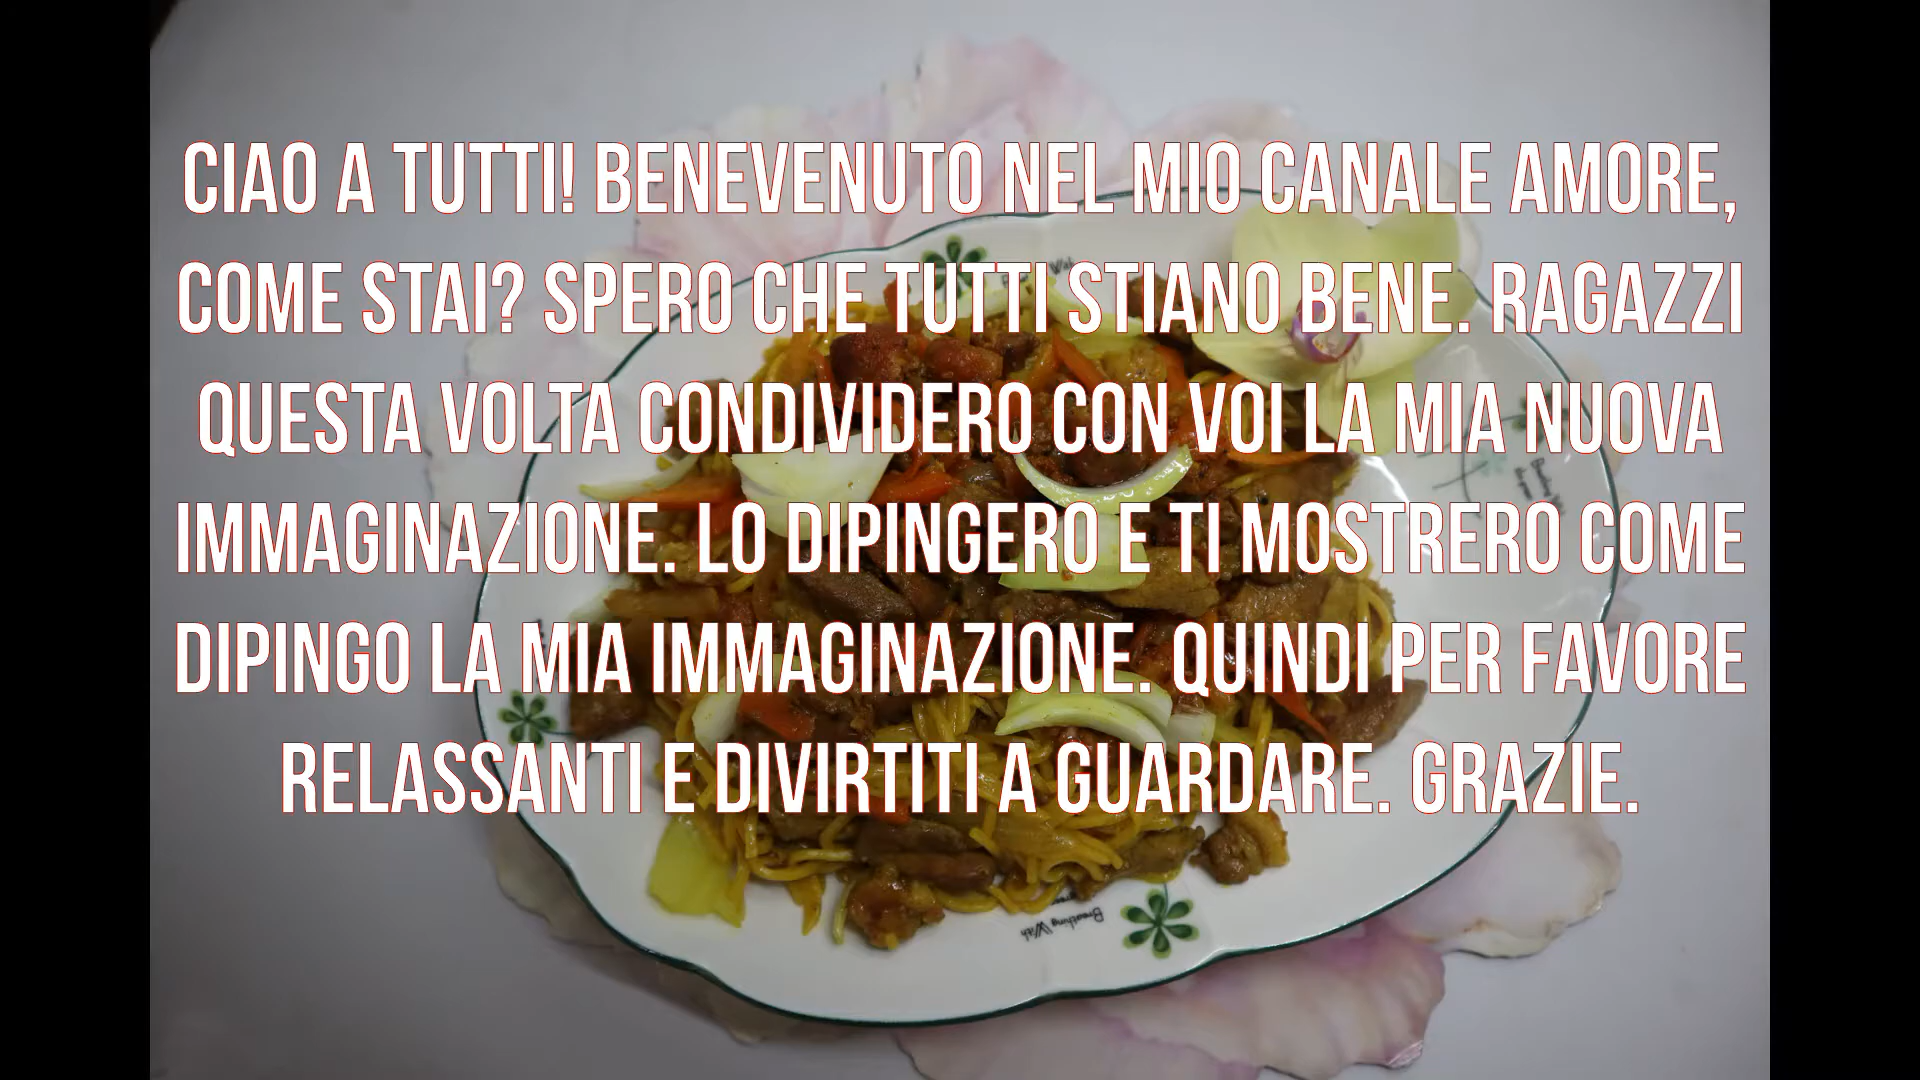 CIAO A TUTTI! BENEVENUTO NEL MIO CANALE AMORE,
COME STAI? SPERO CHE TUTTI STIANO BENE. RAGAZZI
QUESTA VOLTA CONDIVIDERO CON VOI LA MIA NUOVA
IMMAGINAZIONE. LO DIPINGERO E TI MOSTRERO COME
DIPINGO LA MIA IMMAGINAZIONE. QUINDI PER FAVORE
RELASSANTI E DIVIRTITI A GUARDARE. GRAZIE.
Breathing With